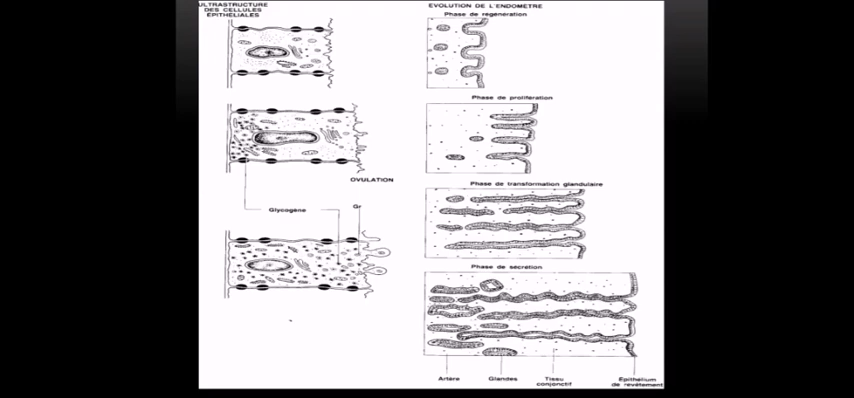 ULTRASTRUCTURE
DES CELLULES
ÉPITHÉLIALES
EVOLUTION DE L'ENDOMETRE
Phase de régénération
Phase de prolifération
OVULATION
Phase de transformation glandulaire
Glycogène
Gr
Phase de sécrétion
Artère
Glandes
Tissu
conjonctif
Epithélium
de revêtement